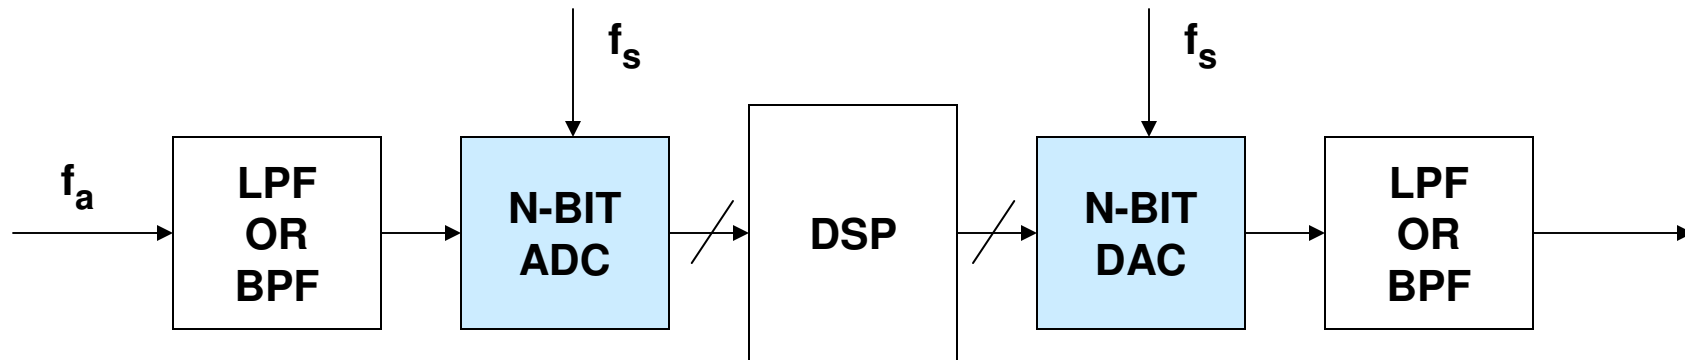 fs
fs
fa
LPF
OR
BPF
N-BIT
ADC
DSP
N-BIT
DAC
LPF
OR
BPF